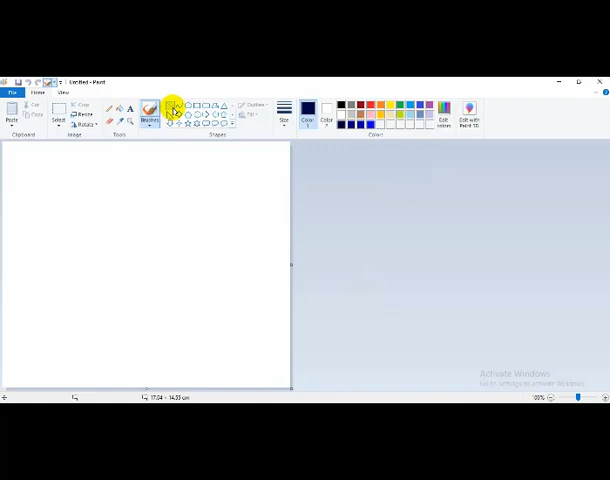 Untitled - Paint
File Home View
Cut
Copy
Paste
Clipboard
Crop
Resize
Rotate
Select
Image
A
Tools
Brushes
Outline
Fill
Shapes
Size
Color 1
Color 2
Edit colors
Colors
Edit with Paint 3D
Activate Windows
Go to Settings to activate Windows.
100%